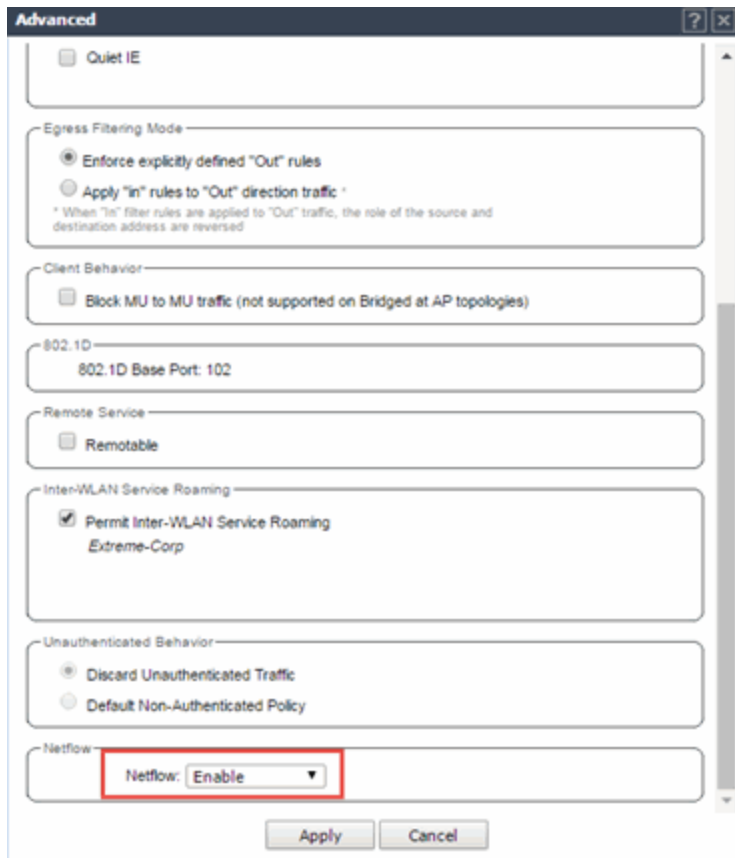 Advanced
?
Quiet IE
Egress Filtering Mode
Enforce explicitly defined "Out" rules
Apply "in" rules to "Out" direction traffic *
* When "In" filter rules are applied to "Out" traffic, the role of the source and
destination address are reversed
Client Behavior
Block MU to MU traffic (not supported on Bridged at AP topologies)
802.1D
802.1D Base Port: 102
Remote Service
Remotable
Inter-WLAN Service Roaming
Permit Inter-WLAN Service Roaming
Extreme-Corp
Unauthenticated Behavior
Discard Unauthenticated Traffic
Default Non-Authenticated Policy
Netflow
Netflow: Enable
Apply Cancel